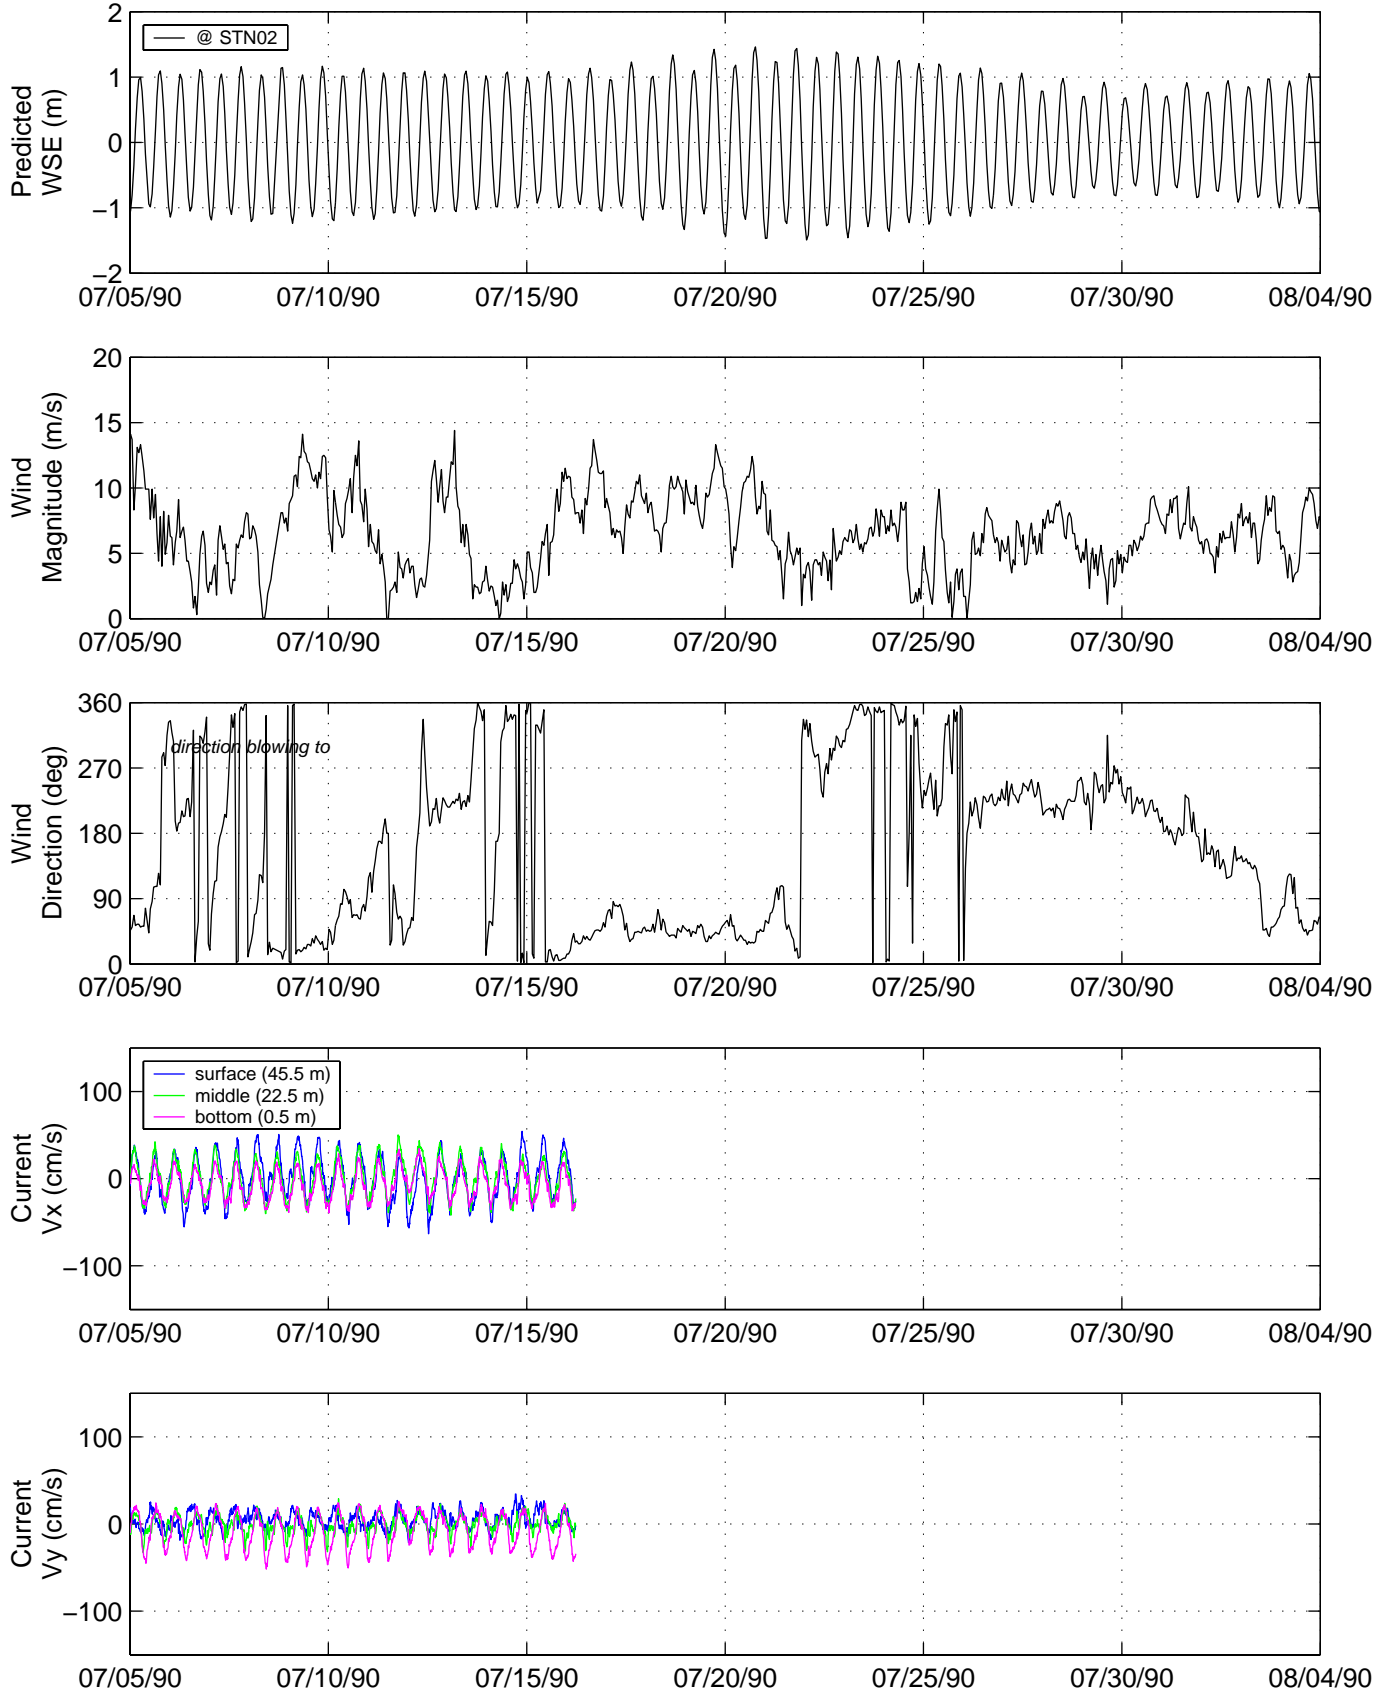 2
1
0
−1
−2
Predicted
WSE (m)
@ STN02
07/05/90 07/10/90 07/15/90 07/20/90 07/25/90 07/30/90 08/04/90
20
15
10
5
0
Wind
Magnitude (m/s)
07/05/90 07/10/90 07/15/90 07/20/90 07/25/90 07/30/90 08/04/90
360
270
180
90
0
Wind
Direction (deg)
direction blowing to
07/05/90 07/10/90 07/15/90 07/20/90 07/25/90 07/30/90 08/04/90
100
0
−100
Current
Vx (cm/s)
surface (45.5 m)
middle (22.5 m)
bottom (0.5 m)
07/05/90 07/10/90 07/15/90 07/20/90 07/25/90 07/30/90 08/04/90
100
0
−100
Current
Vy (cm/s)
07/05/90 07/10/90 07/15/90 07/20/90 07/25/90 07/30/90 08/04/90